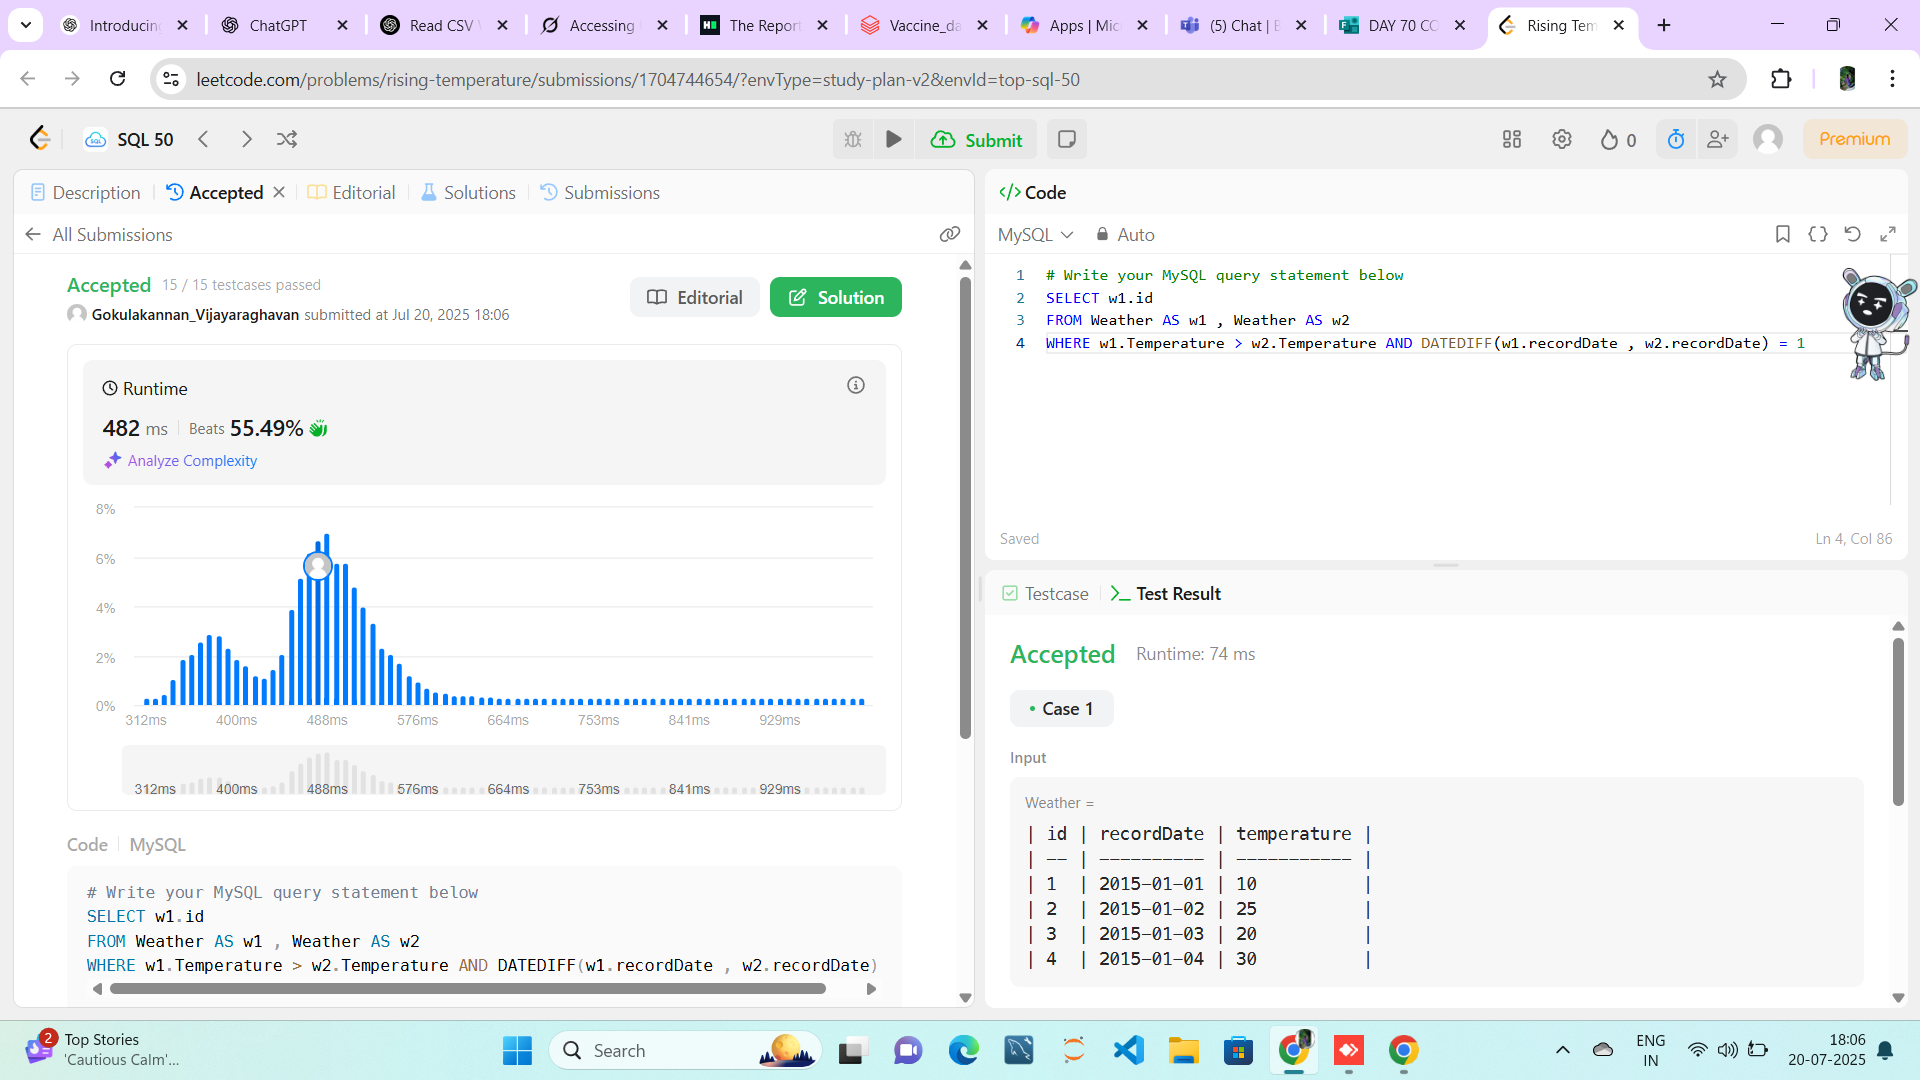 Introducing
ChatGPT
Read CSV
Accessing
The Report
Vaccine_da
Apps | Mic
(5) Chat | E
DAY 70 CO
Rising Tem
leetcode.com/problems/rising-temperature/submissions/1704744654/?envType=study-plan-v2&envId=top-sql-50
SQL 50
Submit
0
Premium
Description
Accepted
Editorial
Solutions
Submissions
All Submissions
Accepted 15 / 15 testcases passed
Gokulakannan_Vijayaraghavan submitted at Jul 20, 2025 18:06
Editorial
Solution
Runtime
482 ms Beats 55.49%
Analyze Complexity
8%
6%
4%
2%
0%
312ms 400ms 488ms 576ms 664ms 753ms 841ms 929ms
312ms 400ms 488ms 576ms 664ms 753ms 841ms 929ms
Code MySQL
# Write your MySQL query statement below
SELECT w1.id
FROM Weather AS w1 , Weather AS w2
WHERE w1.Temperature > w2.Temperature AND DATEDIFF(w1.recordDate , w2.recordDate)
</> Code
MySQL
Auto
1 # Write your MySQL query statement below
2 SELECT w1.id
3 FROM Weather AS w1 , Weather AS w2
4 WHERE w1.Temperature > w2.Temperature AND DATEDIFF(w1.recordDate , w2.recordDate) = 1
Saved
Ln 4, Col 86
Testcase
Test Result
Accepted Runtime: 74 ms
Case 1
Input
Weather =
| id | recordDate | temperature |
| -- | ---------- | ----------- |
| 1 | 2015-01-01 | 10 |
| 2 | 2015-01-02 | 25 |
| 3 | 2015-01-03 | 20 |
| 4 | 2015-01-04 | 30 |
2
Top Stories
'Cautious Calm'...
Search
ENG
IN
18:06
20-07-2025